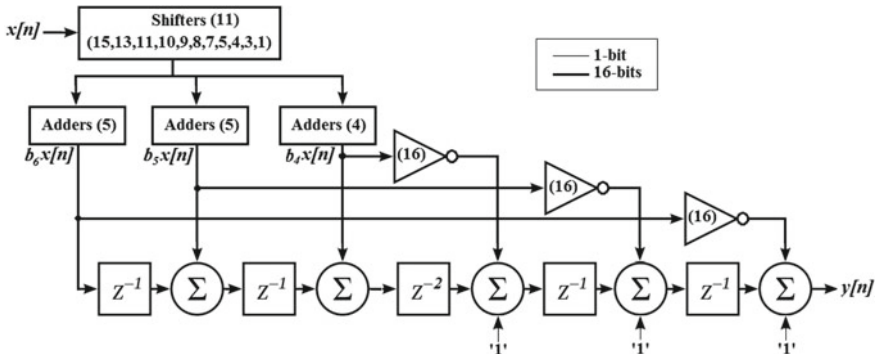 x[n]
Shifters (11)
(15,13,11,10,9,8,7,5,4,3,1)
1-bit
16-bits
Adders (5)
Adders (5)
Adders (4)
b₆x[n]
b₅x[n]
b₄x[n]
(16)
(16)
(16)
Z⁻¹
Σ
Z⁻¹
Σ
Z⁻²
Σ
Z⁻¹
Σ
Z⁻¹
Σ
y[n]
'1'
'1'
'1'